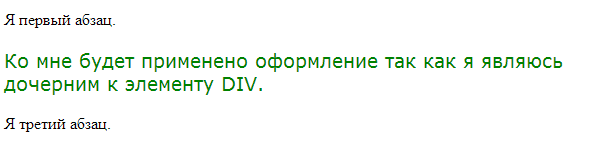 Я первый абзац.
Ко мне будет применено оформление так как я являюсь
дочерним к элементу DIV.
Я третий абзац.